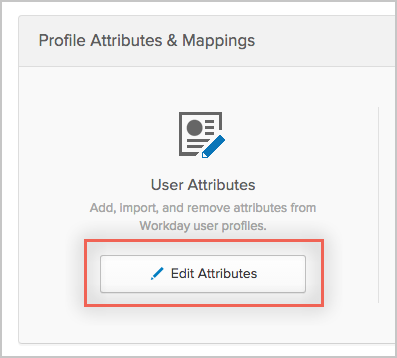 Profile Attributes & Mappings
User Attributes
Add, import, and remove attributes from
Workday user profiles.
Edit Attributes